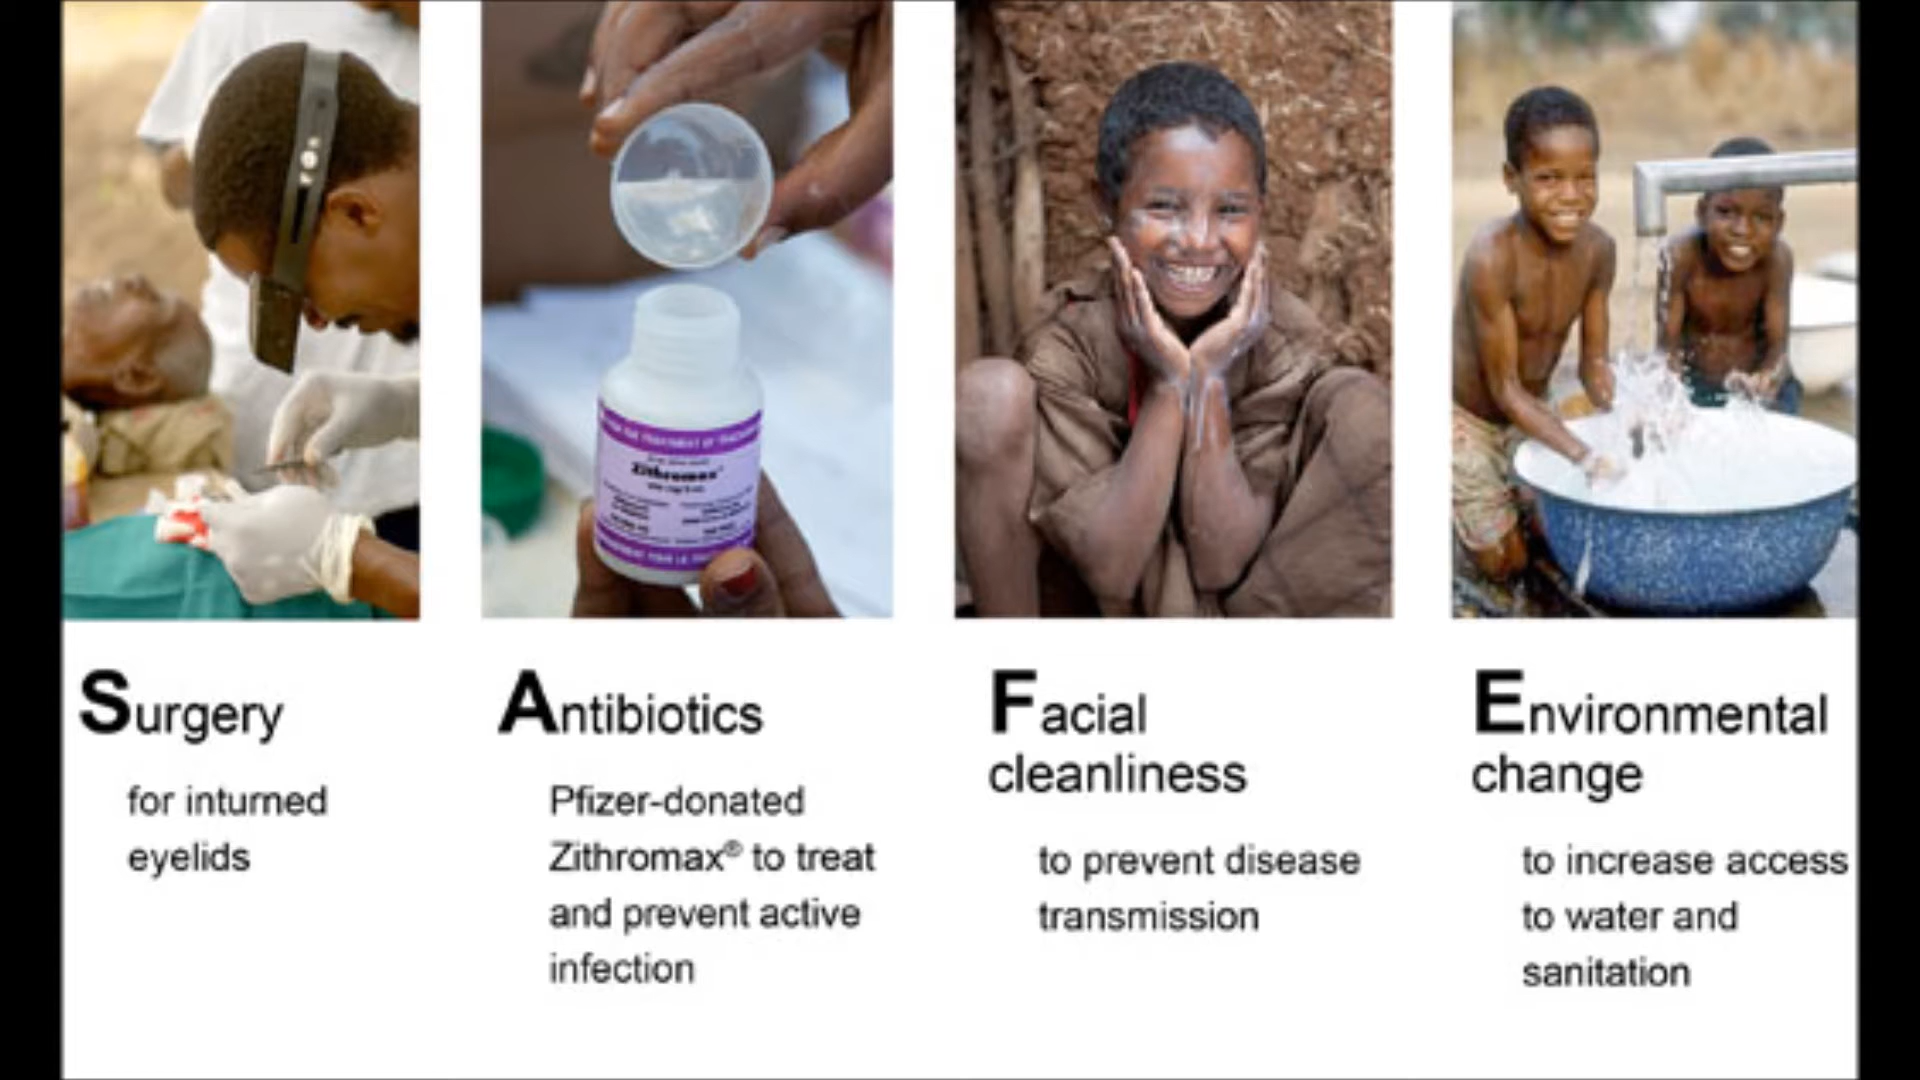 Zithromax
Surgery
for inturned
eyelids
Antibiotics
Pfizer-donated
Zithromax® to treat
and prevent active
infection
Facial
cleanliness
to prevent disease
transmission
Environmental
change
to increase access
to water and
sanitation